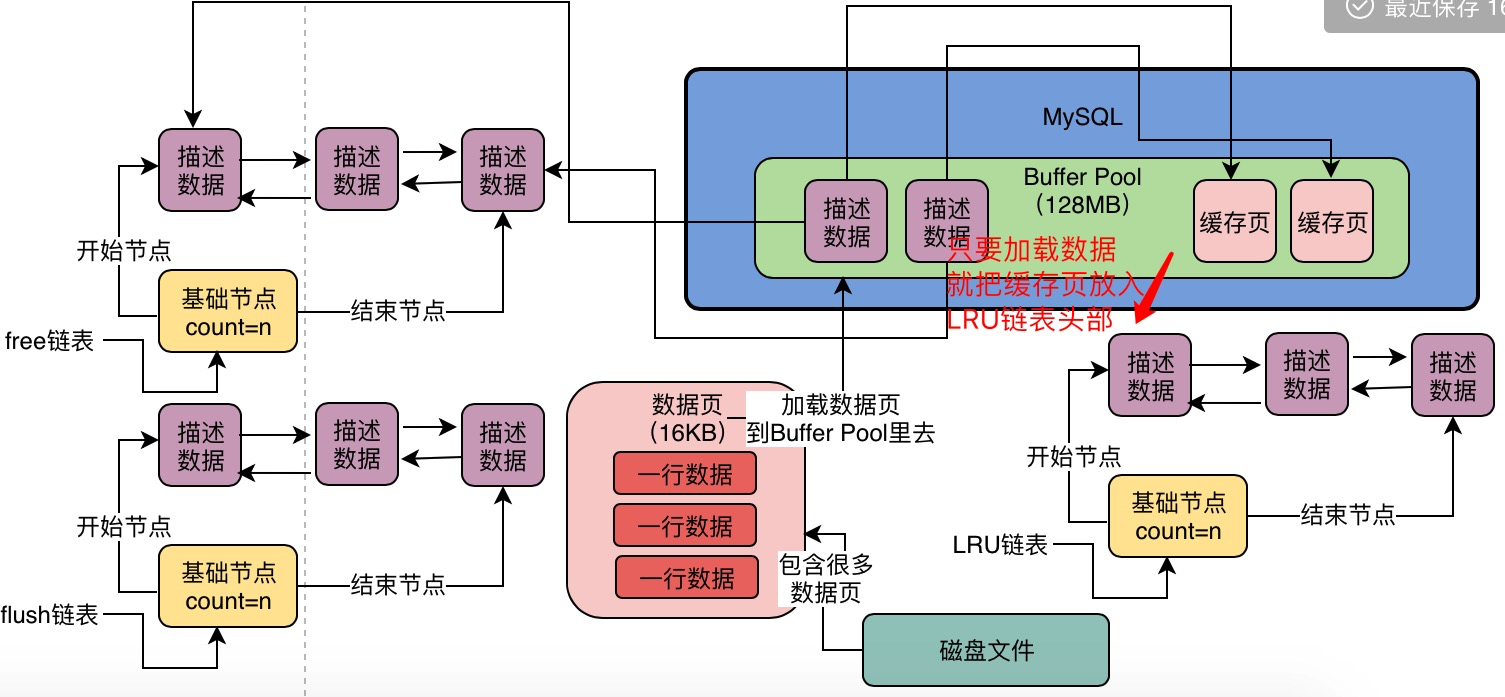 最近保存 16
MySQL
Buffer Pool
（128MB）
描述
数据
描述
数据
缓存页
缓存页
只要加载数据
就把缓存页放入
LRU链表头部
描述
数据
描述
数据
描述
数据
开始节点
基础节点
count=n
结束节点
free链表
描述
数据
描述
数据
描述
数据
开始节点
基础节点
count=n
结束节点
flush链表
数据页
（16KB）
加载数据页
到Buffer Pool里去
一行数据
一行数据
一行数据
包含很多
数据页
磁盘文件
描述
数据
描述
数据
描述
数据
开始节点
基础节点
count=n
结束节点
LRU链表